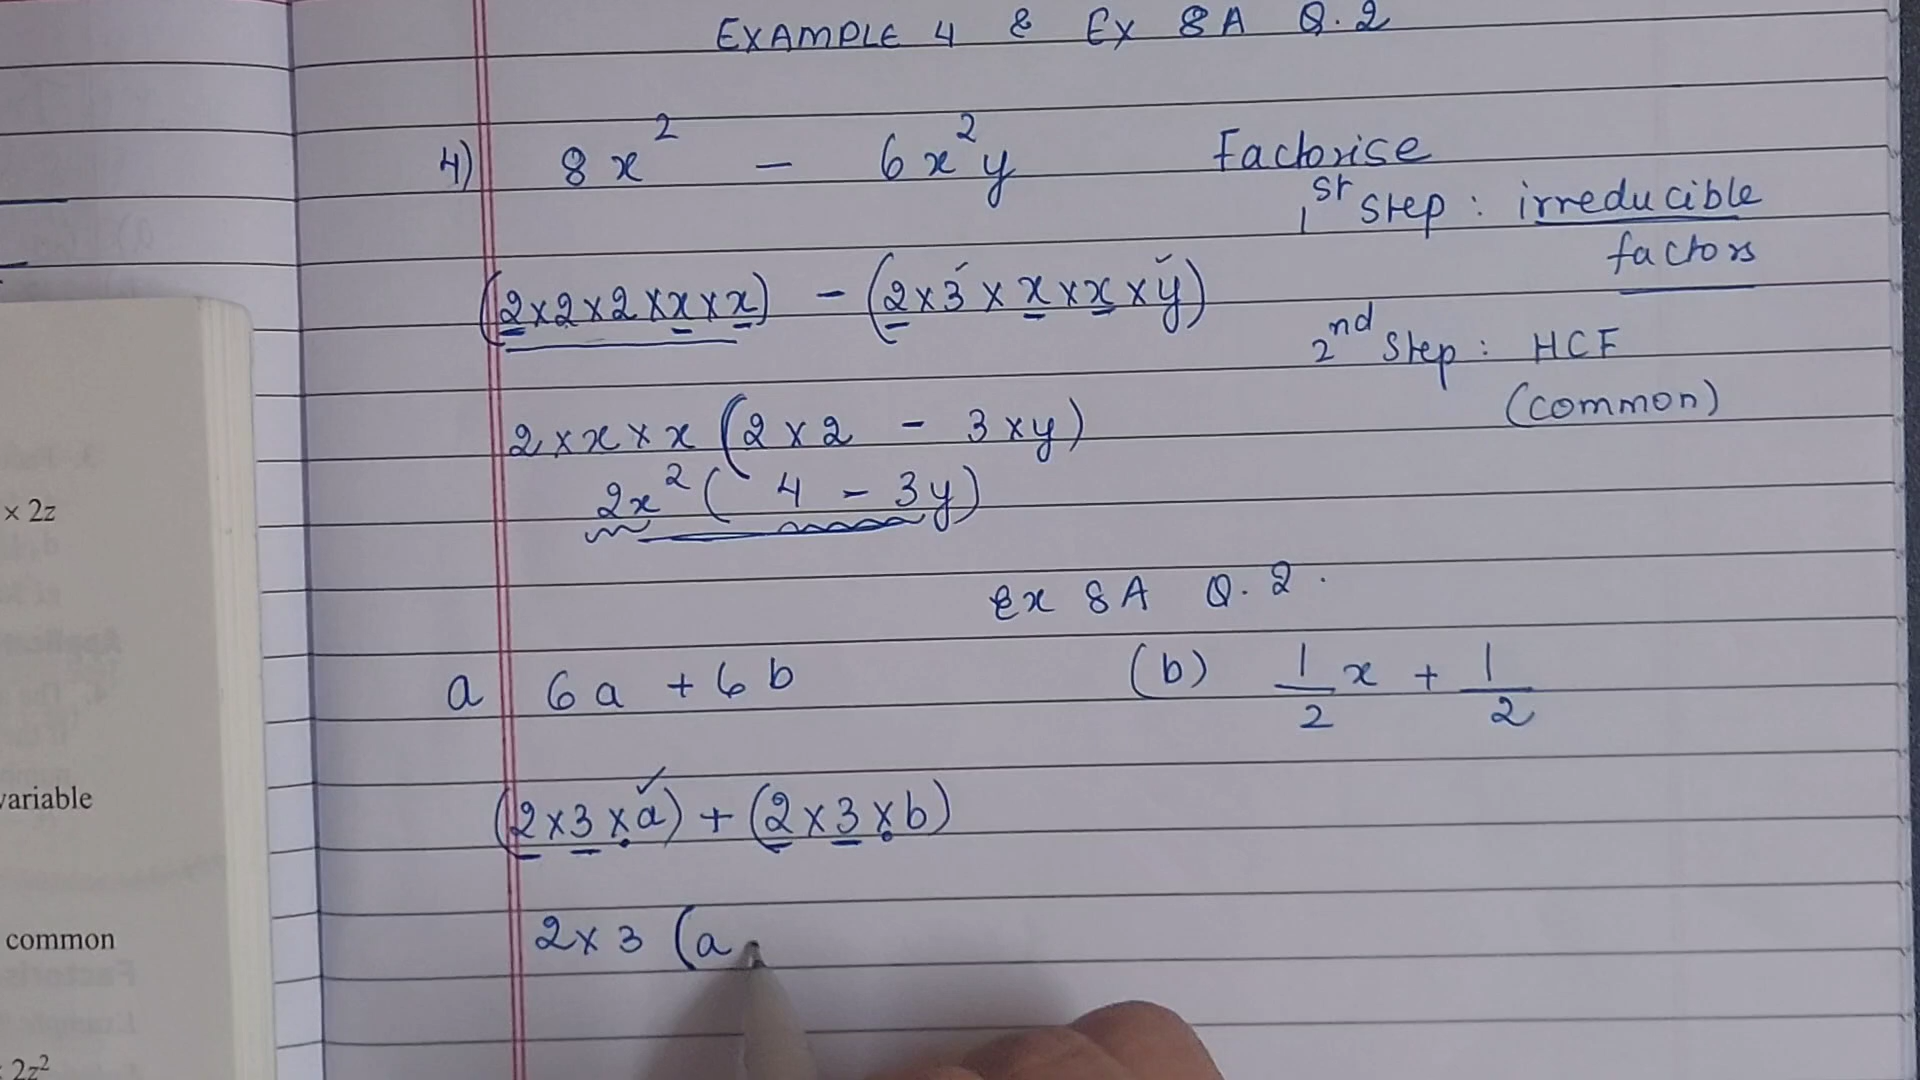 EXAMPLE 4 & EX 8A Q.2
4) 8x² - 6x²y Factorise
1st Step : irreducible
factors
(2×2×2×x×x) - (2×3×x×x×y)
2nd Step : HCF
(common)
2×x×x (2×2 - 3×y)
2x² ( 4 - 3y)
Ex 8A Q.2.
a 6a + 6b (b) 1/2 x + 1/2
(2×3×a) + (2×3×b)
2×3 (a
× 2z
variable
common
2z²